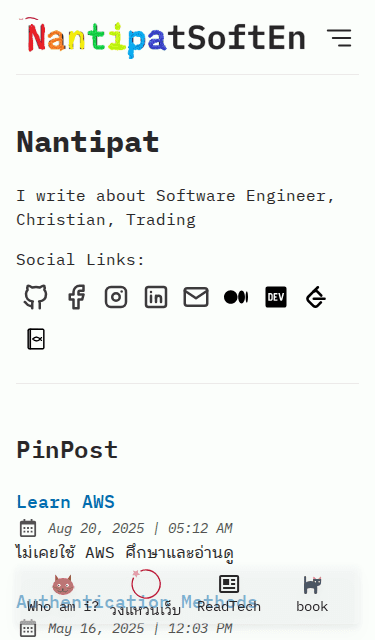 NantipatSoftEn
Nantipat
I write about Software Engineer,
Christian, Trading
Social Links:
DEV
PinPost
Learn AWS
Aug 20, 2025 | 05:12 AM
ไม่เคยใช้ AWS ศึกษาและอ่านดู
Authentication Methods
Who am i?
วงแหวนเวิ็บ
ReadTech
book
May 16, 2025 | 12:03 PM